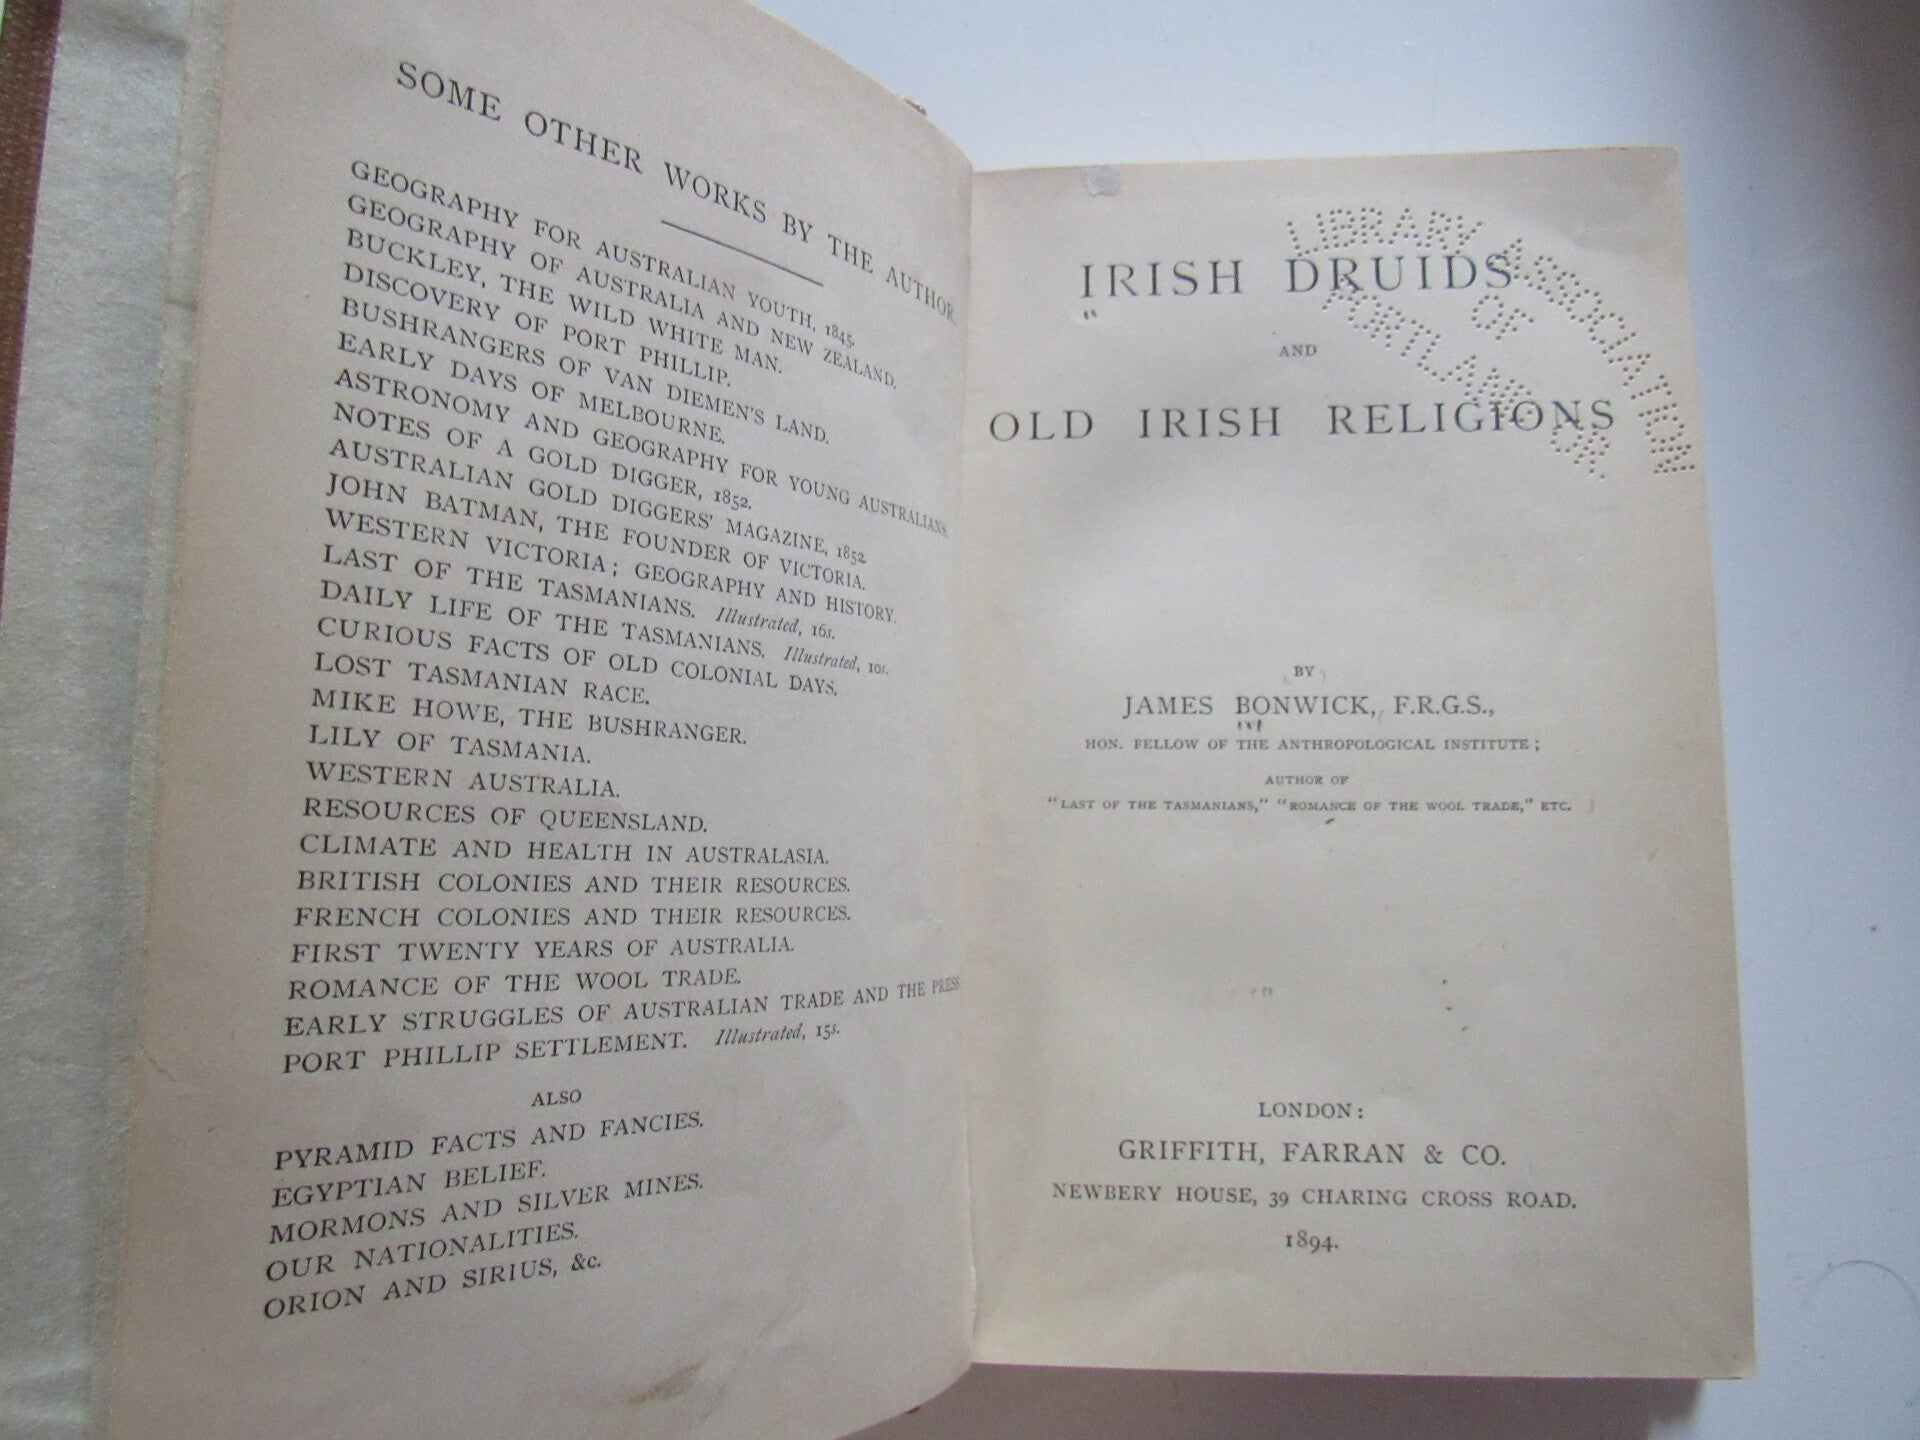 SOME OTHER WORKS BY THE AUTHOR.
GEOGRAPHY FOR AUSTRALIAN YOUTH, 1845.
GEOGRAPHY OF AUSTRALIA AND NEW ZEALAND.
BUCKLEY, THE WILD WHITE MAN.
DISCOVERY OF PORT PHILLIP.
BUSHRANGERS OF VAN DIEMEN'S LAND.
EARLY DAYS OF MELBOURNE.
ASTRONOMY AND GEOGRAPHY FOR YOUNG AUSTRALIANS.
NOTES OF A GOLD DIGGER, 1852.
AUSTRALIAN GOLD DIGGERS' MAGAZINE, 1852.
JOHN BATMAN, THE FOUNDER OF VICTORIA.
WESTERN VICTORIA; GEOGRAPHY AND HISTORY.
LAST OF THE TASMANIANS. Illustrated, 16s.
DAILY LIFE OF THE TASMANIANS. Illustrated, 10s.
CURIOUS FACTS OF OLD COLONIAL DAYS.
LOST TASMANIAN RACE.
MIKE HOWE, THE BUSHRANGER.
LILY OF TASMANIA.
WESTERN AUSTRALIA.
RESOURCES OF QUEENSLAND.
CLIMATE AND HEALTH IN AUSTRALASIA.
BRITISH COLONIES AND THEIR RESOURCES.
FRENCH COLONIES AND THEIR RESOURCES.
FIRST TWENTY YEARS OF AUSTRALIA.
ROMANCE OF THE WOOL TRADE.
EARLY STRUGGLES OF AUSTRALIAN TRADE AND THE PRESS
PORT PHILLIP SETTLEMENT. Illustrated, 15s.
ALSO
PYRAMID FACTS AND FANCIES.
EGYPTIAN BELIEF.
MORMONS AND SILVER MINES.
OUR NATIONALITIES.
ORION AND SIRIUS, &c.
LIBRARY ASSOCIATION
OF
PORTLAND, OR.
IRISH DRUIDS
AND
OLD IRISH RELIGIONS
BY
JAMES BONWICK, F.R.G.S.,
HON. FELLOW OF THE ANTHROPOLOGICAL INSTITUTE;
AUTHOR OF
"LAST OF THE TASMANIANS," "ROMANCE OF THE WOOL TRADE," ETC.
LONDON:
GRIFFITH, FARRAN & CO.
NEWBERY HOUSE, 39 CHARING CROSS ROAD.
1894.